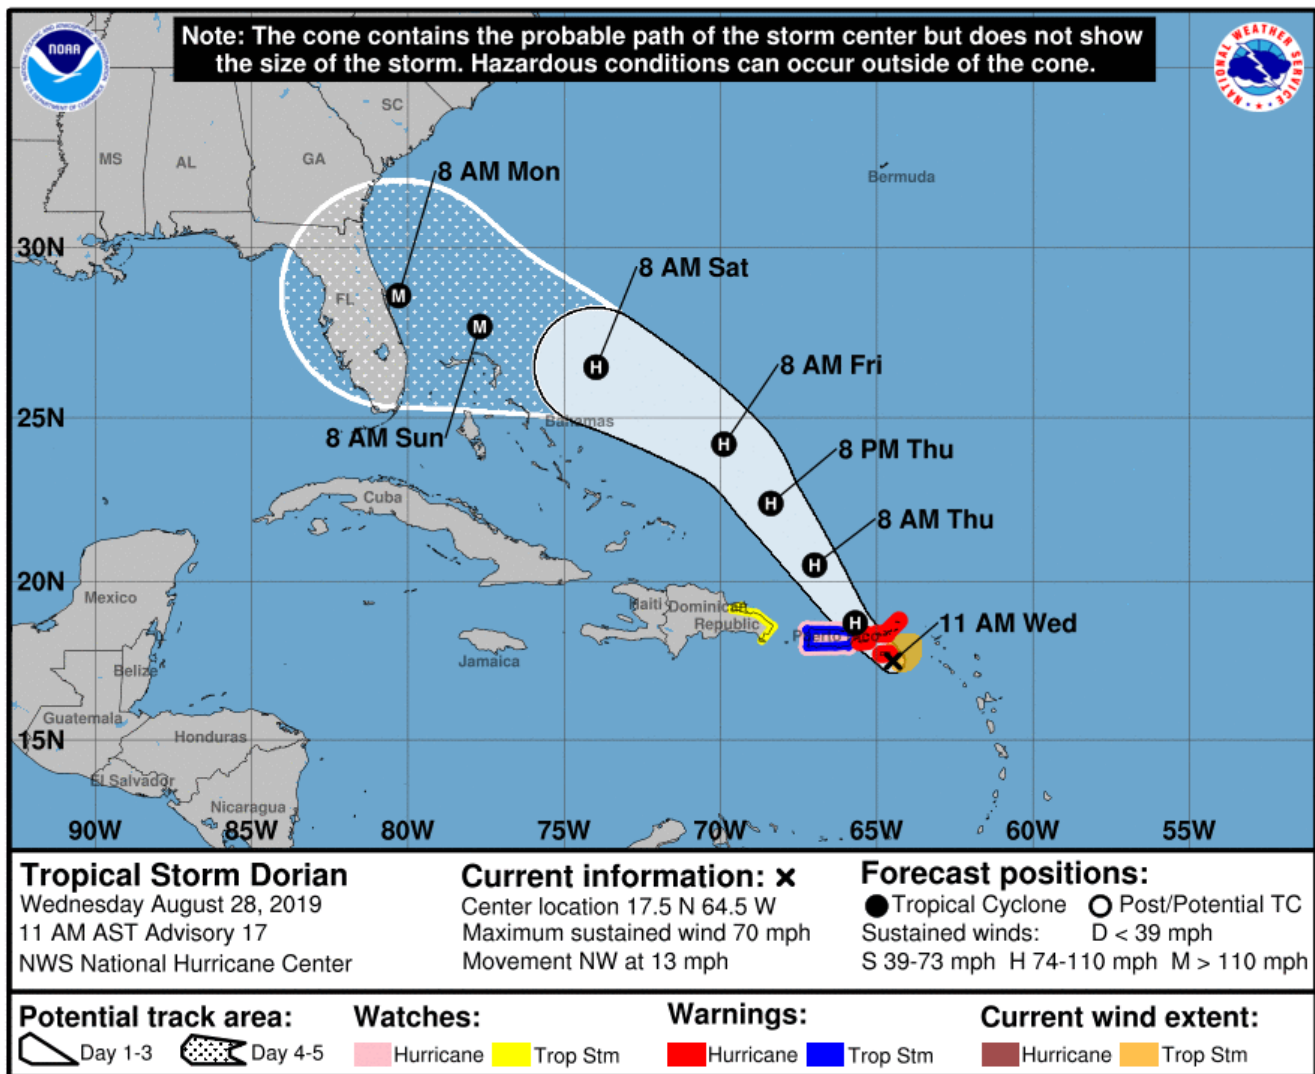 Note: The cone contains the probable path of the storm center but does not show
the size of the storm. Hazardous conditions can occur outside of the cone.
NOAA
NATIONAL WEATHER SERVICE
SC
MS
AL
GA
8 AM Mon
Bermuda
30N
8 AM Sat
FL
M
M
H
8 AM Fri
25N
Bahamas
8 AM Sun
H
8 PM Thu
Cuba
H
8 AM Thu
H
20N
Mexico
Haiti
Dominican
Republic
H
11 AM Wed
Puerto
Jamaica
Belize
Guatemala
Honduras
15N
El Salvador
Nicaragua
90W
85W
80W
75W
70W
65W
60W
55W
Tropical Storm Dorian
Wednesday August 28, 2019
11 AM AST Advisory 17
NWS National Hurricane Center
Current information: ×
Center location 17.5 N 64.5 W
Maximum sustained wind 70 mph
Movement NW at 13 mph
Forecast positions:
● Tropical Cyclone ○ Post/Potential TC
Sustained winds: D < 39 mph
S 39-73 mph H 74-110 mph M > 110 mph
Potential track area:
Day 1-3 Day 4-5
Watches:
Hurricane Trop Stm
Warnings:
Hurricane Trop Stm
Current wind extent:
Hurricane Trop Stm